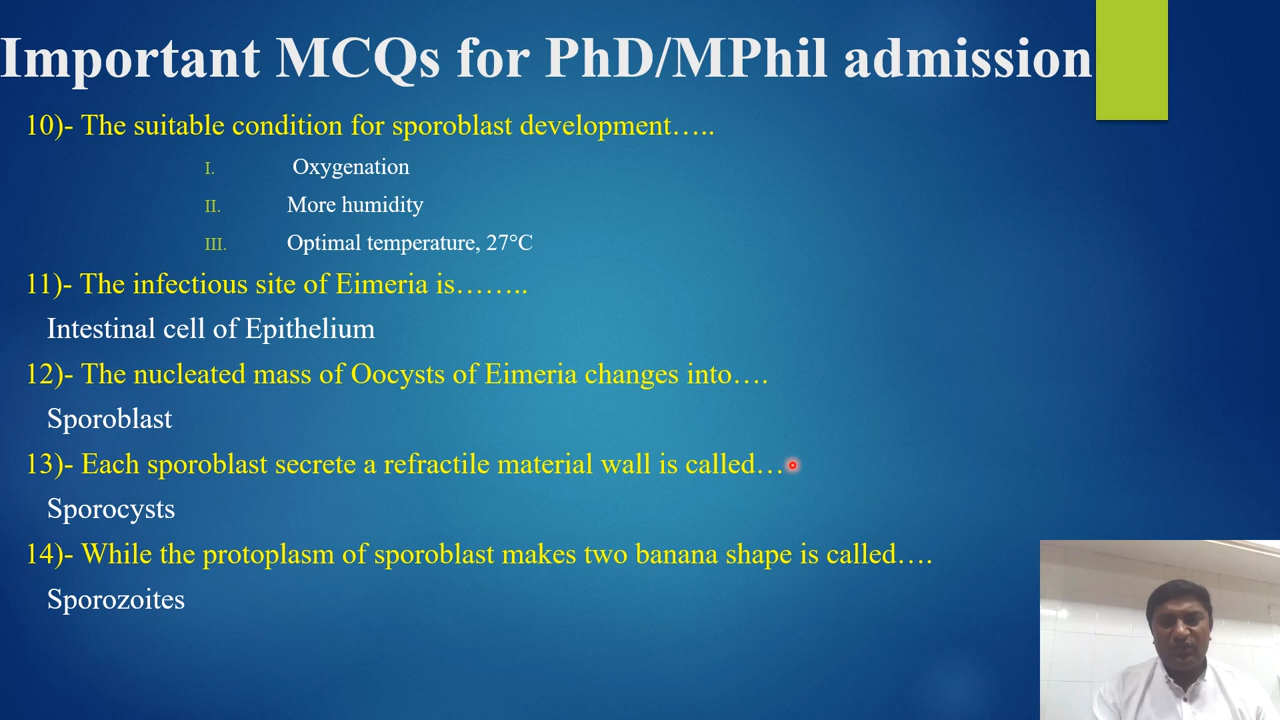 Important MCQs for PhD/MPhil admission
10)- The suitable condition for sporoblast development…..
I. Oxygenation
II. More humidity
III. Optimal temperature, 27°C
11)- The infectious site of Eimeria is……..
Intestinal cell of Epithelium
12)- The nucleated mass of Oocysts of Eimeria changes into….
Sporoblast
13)- Each sporoblast secrete a refractile material wall is called…
Sporocysts
14)- While the protoplasm of sporoblast makes two banana shape is called….
Sporozoites